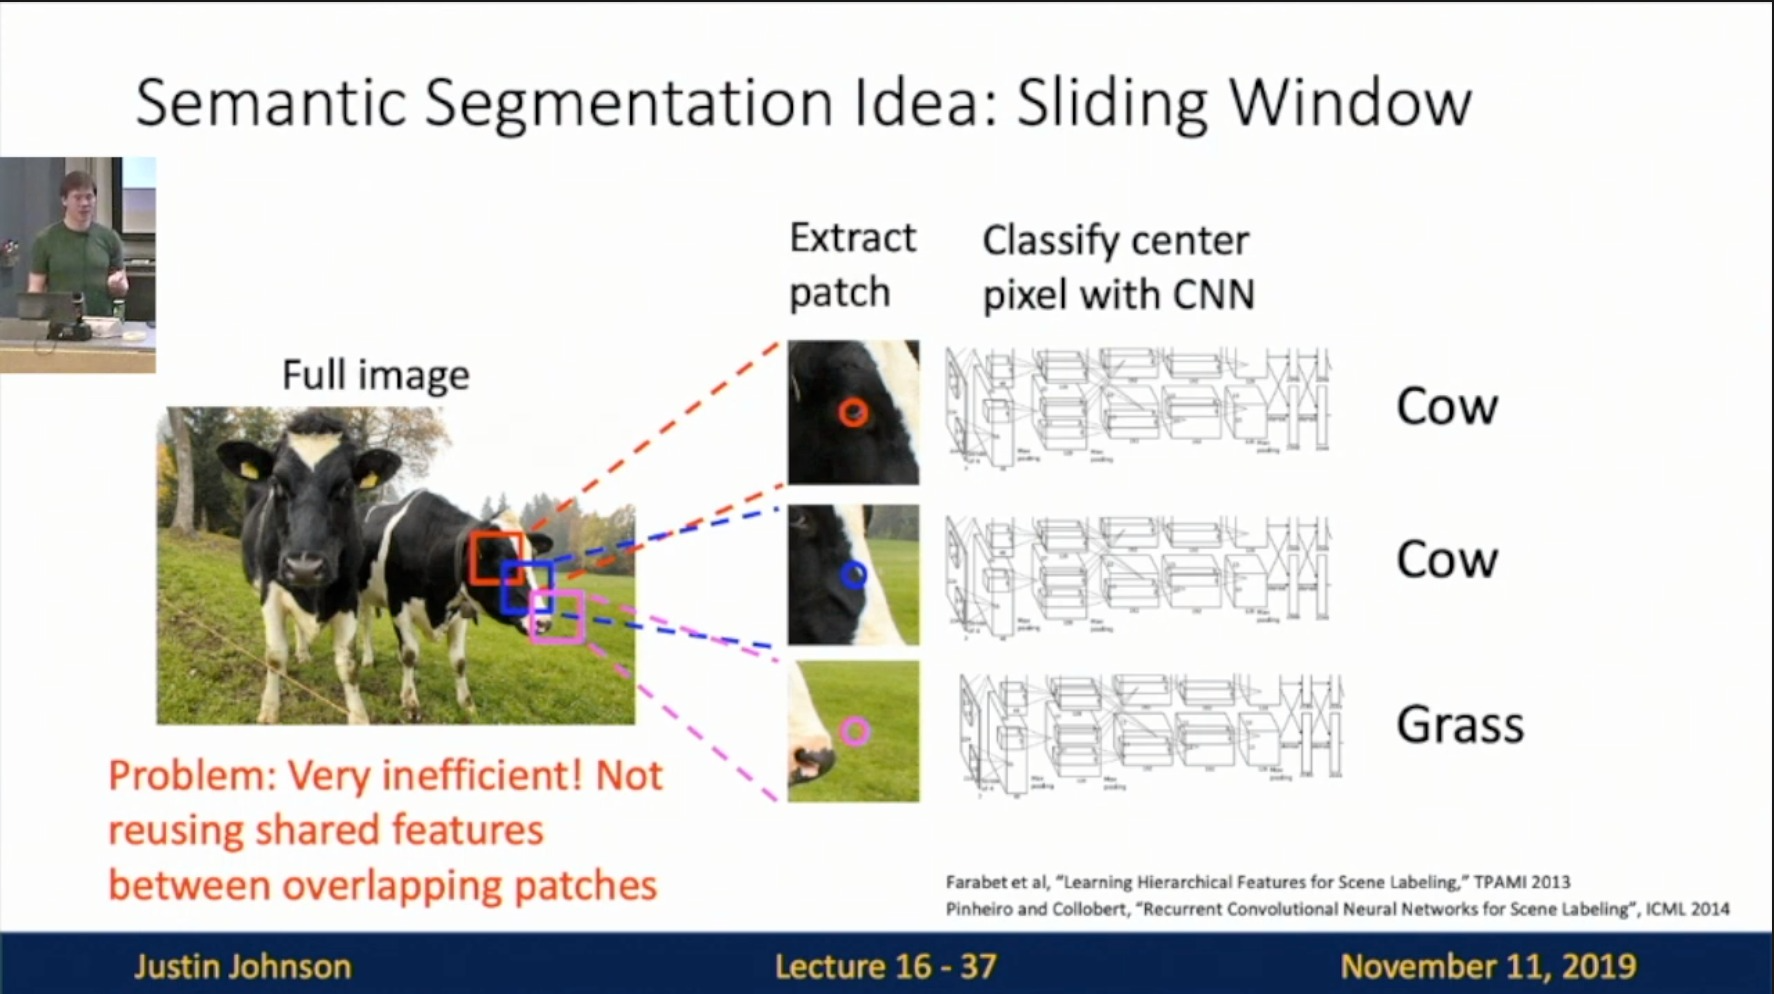 Semantic Segmentation Idea: Sliding Window
Extract
patch
Classify center
pixel with CNN
Full image
Cow
Cow
Grass
Problem: Very inefficient! Not
reusing shared features
between overlapping patches
Farabet et al, “Learning Hierarchical Features for Scene Labeling,” TPAMI 2013
Pinheiro and Collobert, “Recurrent Convolutional Neural Networks for Scene Labeling”, ICML 2014
Justin Johnson
Lecture 16 - 37
November 11, 2019